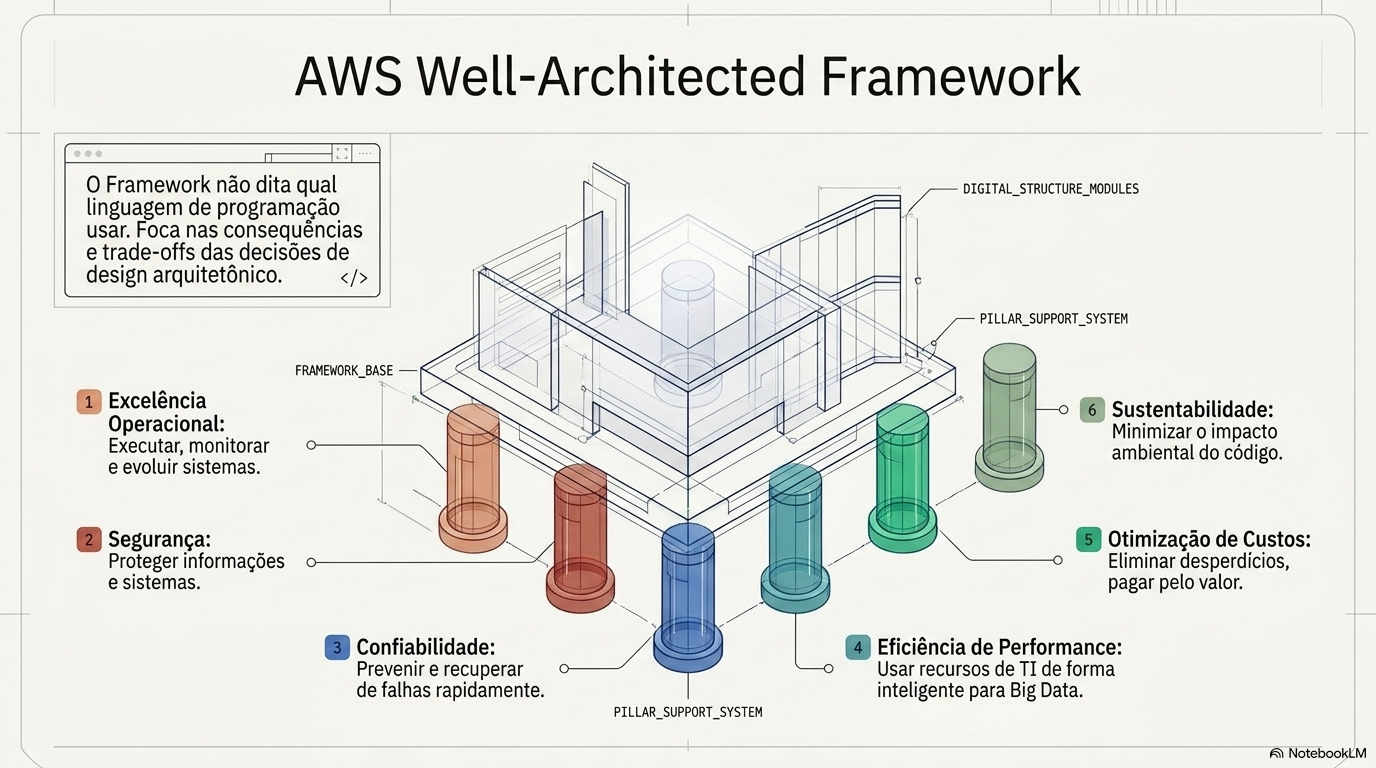 AWS Well-Architected Framework
O Framework não dita qual
linguagem de programação
usar. Foca nas consequências
e trade-offs das decisões de
design arquitetônico.
</>
DIGITAL_STRUCTURE_MODULES
PILLAR_SUPPORT_SYSTEM
FRAMEWORK_BASE
1 Excelência
Operacional:
Executar, monitorar
e evoluir sistemas.
2 Segurança:
Proteger informações
e sistemas.
3 Confiabilidade:
Prevenir e recuperar
de falhas rapidamente.
PILLAR_SUPPORT_SYSTEM
4 Eficiência de Performance:
Usar recursos de TI de forma
inteligente para Big Data.
5 Otimização de Custos:
Eliminar desperdícios,
pagar pelo valor.
6 Sustentabilidade:
Minimizar o impacto
ambiental do código.
NotebookLM